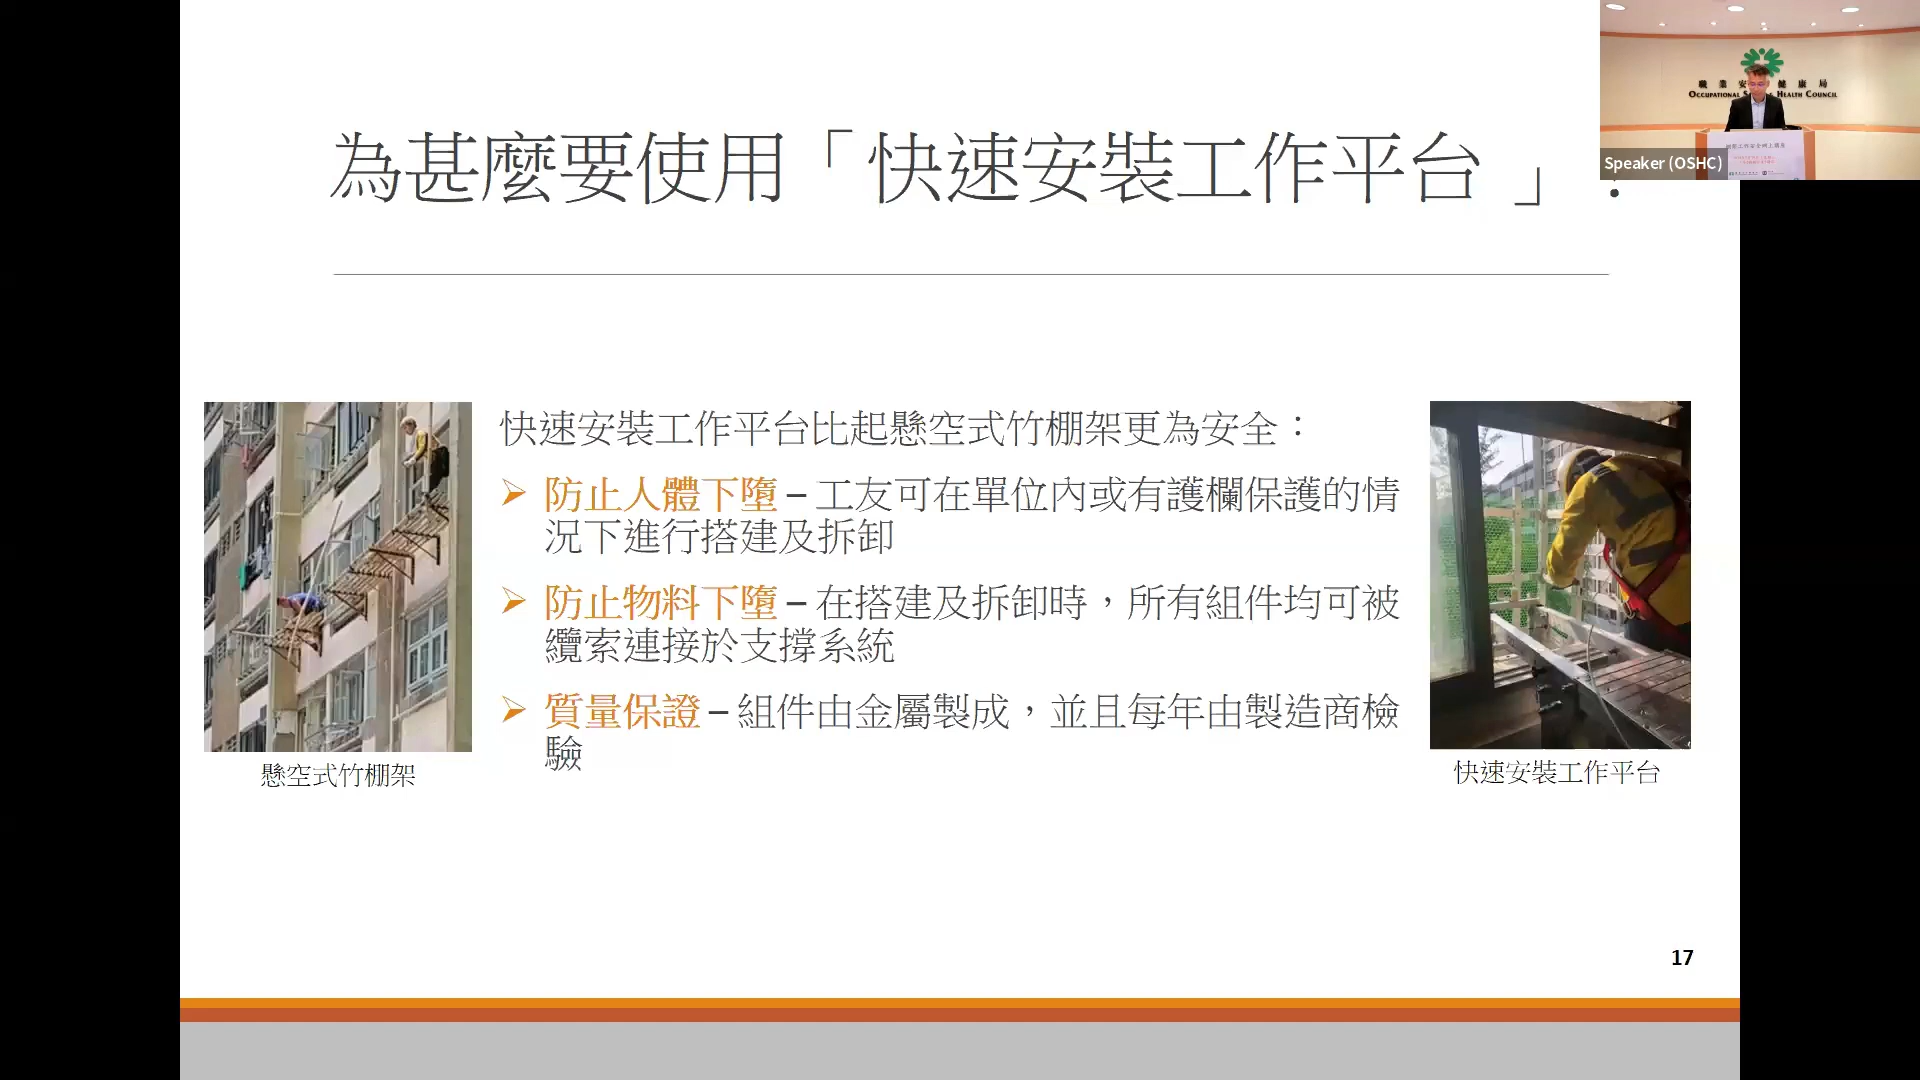 為甚麼要使用「快速安裝工作平台」
職業安 健康局
Occupational S Health Council
Speaker (OSHC)
快速安裝工作平台比起懸空式竹棚架更為安全：
➢ 防止人體下墮 – 工友可在單位內或有護欄保護的情
況下進行搭建及拆卸
➢ 防止物料下墮 – 在搭建及拆卸時，所有組件均可被
纜索連接於支撐系統
➢ 質量保證 – 組件由金屬製成，並且每年由製造商檢
驗
懸空式竹棚架
快速安裝工作平台
17